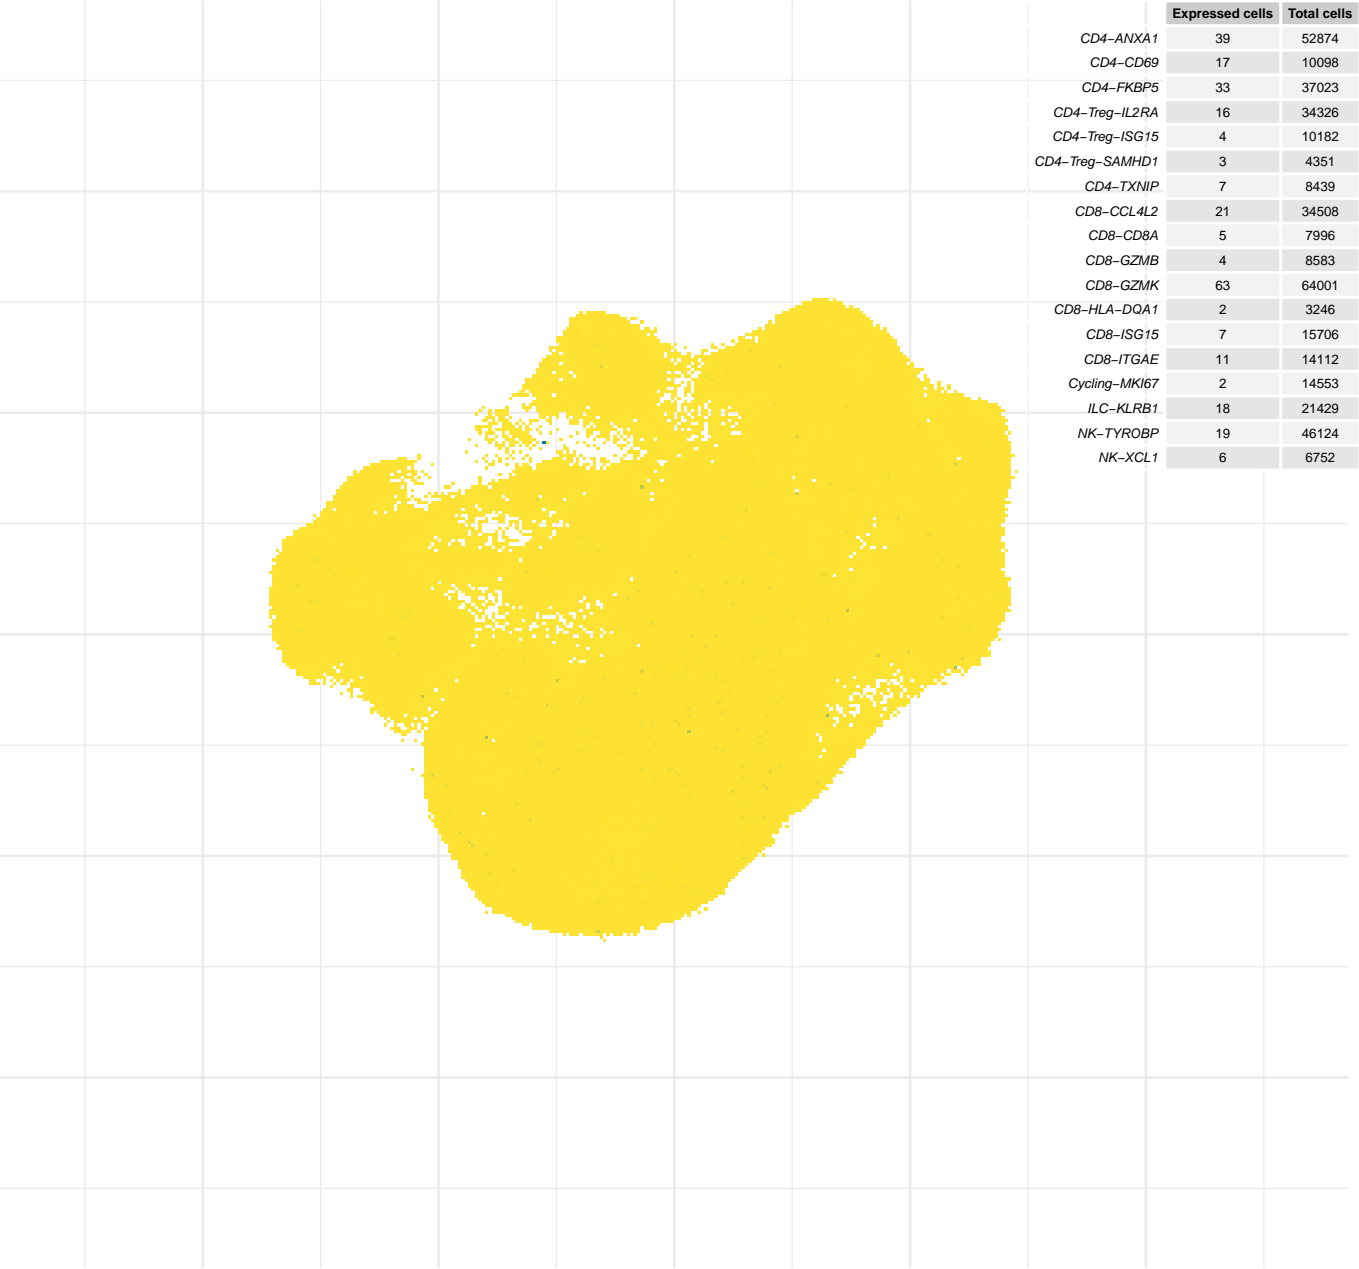 Expressed cells Total cells
CD4−ANXA1 39 52874
CD4−CD69 17 10098
CD4−FKBP5 33 37023
CD4−Treg−IL2RA 16 34326
CD4−Treg−ISG15 4 10182
CD4−Treg−SAMHD1 3 4351
CD4−TXNIP 7 8439
CD8−CCL4L2 21 34508
CD8−CD8A 5 7996
CD8−GZMB 4 8583
CD8−GZMK 63 64001
CD8−HLA−DQA1 2 3246
CD8−ISG15 7 15706
CD8−ITGAE 11 14112
Cycling−MKI67 2 14553
ILC−KLRB1 18 21429
NK−TYROBP 19 46124
NK−XCL1 6 6752